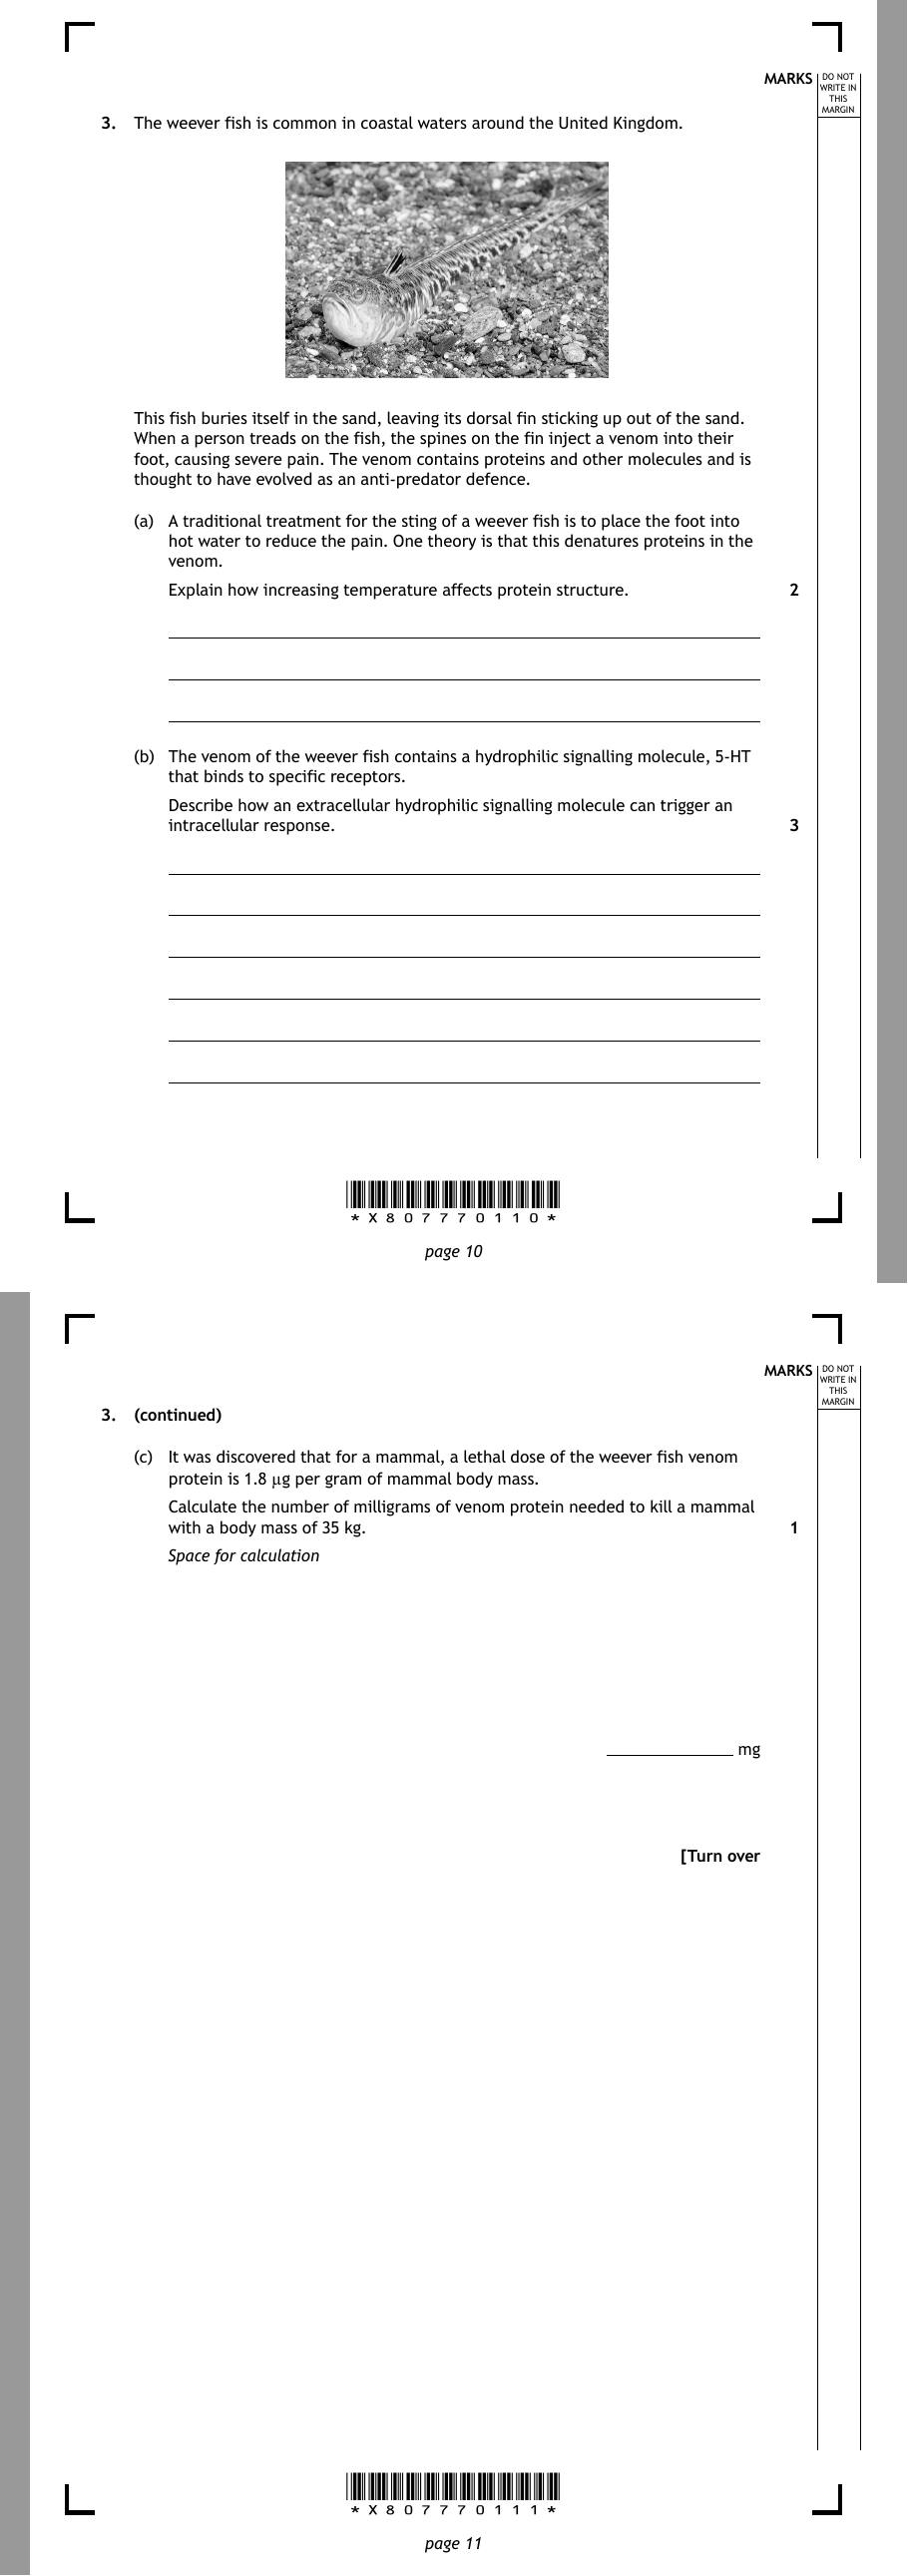 MARKS
DO NOT
WRITE IN
THIS
MARGIN
3. The weever fish is common in coastal waters around the United Kingdom.
This fish buries itself in the sand, leaving its dorsal fin sticking up out of the sand.
When a person treads on the fish, the spines on the fin inject a venom into their
foot, causing severe pain. The venom contains proteins and other molecules and is
thought to have evolved as an anti-predator defence.
(a) A traditional treatment for the sting of a weever fish is to place the foot into
hot water to reduce the pain. One theory is that this denatures proteins in the
venom.
Explain how increasing temperature affects protein structure. 2
(b) The venom of the weever fish contains a hydrophilic signalling molecule, 5-HT
that binds to specific receptors.
Describe how an extracellular hydrophilic signalling molecule can trigger an
intracellular response. 3
* X 8 0 7 7 7 0 1 1 0 *
page 10
MARKS
DO NOT
WRITE IN
THIS
MARGIN
3. (continued)
(c) It was discovered that for a mammal, a lethal dose of the weever fish venom
protein is 1.8 µg per gram of mammal body mass.
Calculate the number of milligrams of venom protein needed to kill a mammal
with a body mass of 35 kg. 1
Space for calculation
mg
[Turn over
* X 8 0 7 7 7 0 1 1 1 *
page 11